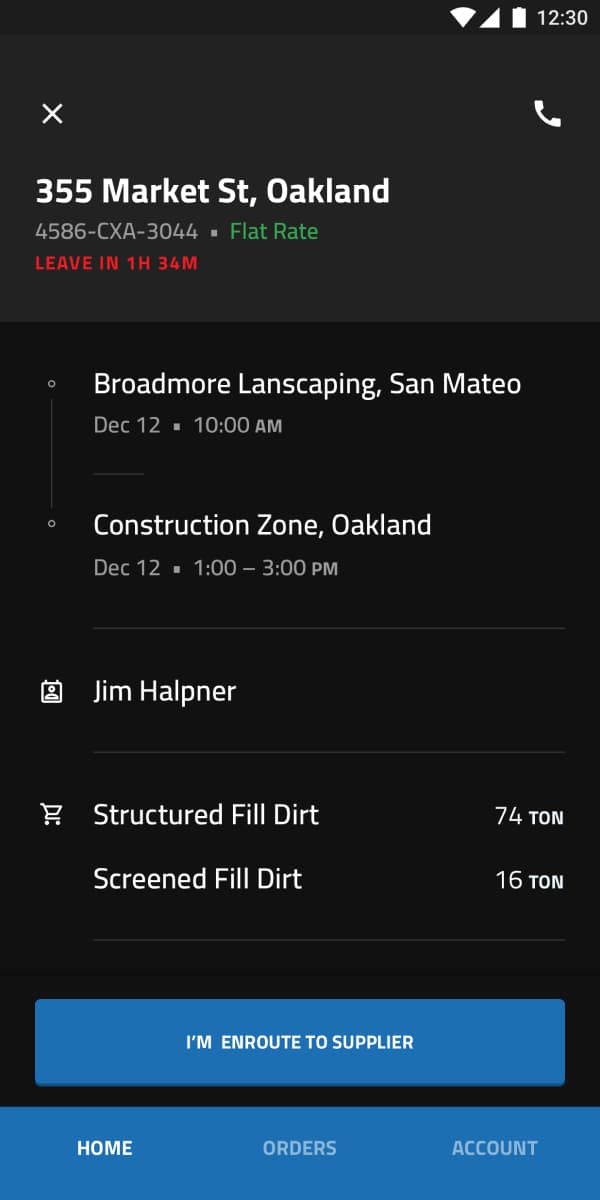 12:30
355 Market St, Oakland
4586-CXA-3044 ▪ Flat Rate
LEAVE IN 1H 34M
Broadmore Lanscaping, San Mateo
Dec 12 ▪ 10:00 AM
Construction Zone, Oakland
Dec 12 ▪ 1:00 – 3:00 PM
Jim Halpner
Structured Fill Dirt 74 TON
Screened Fill Dirt 16 TON
I'M ENROUTE TO SUPPLIER
HOME ORDERS ACCOUNT